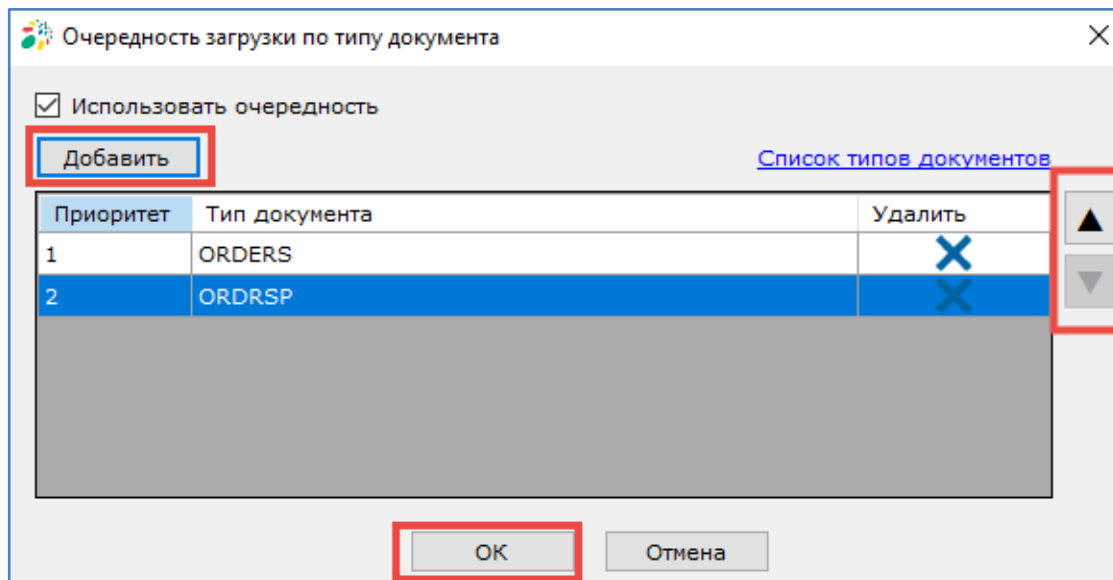 Очередность загрузки по типу документа
Использовать очередность
Добавить Список типов документов
Приоритет Тип документа Удалить
1 ORDERS
2 ORDRSP
ОК Отмена